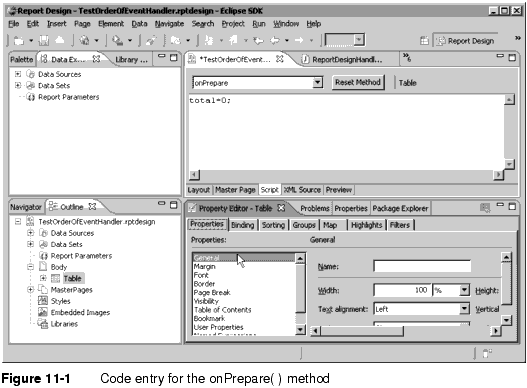 Report Design - TestOrderOfEventHandler.rptdesign - Eclipse SDK
File Edit Insert Page Element Data Navigate Search Project Run Window Help
Report Design
Palette Data Ex... Library ...
*TestOrderOfEvent... ReportDesignHandl...
Data Sources
Data Sets
Report Parameters
onPrepare Reset Method Table
total=0;
Layout Master Page Script XML Source Preview
Navigator Outline
TestOrderOfEventHandler.rptdesign
Data Sources
Data Sets
Report Parameters
Body
Table
MasterPages
Styles
Embedded Images
Libraries
Property Editor - Table Problems Properties Package Explorer
Properties Binding Sorting Groups Map Highlights Filters
Properties:
General
Margin
Font
Border
Page Break
Visibility
Table of Contents
Bookmark
User Properties
General
Name:
Width: 100 % Height:
Text alignment: Left Vertical
Figure 11-1 Code entry for the onPrepare( ) method